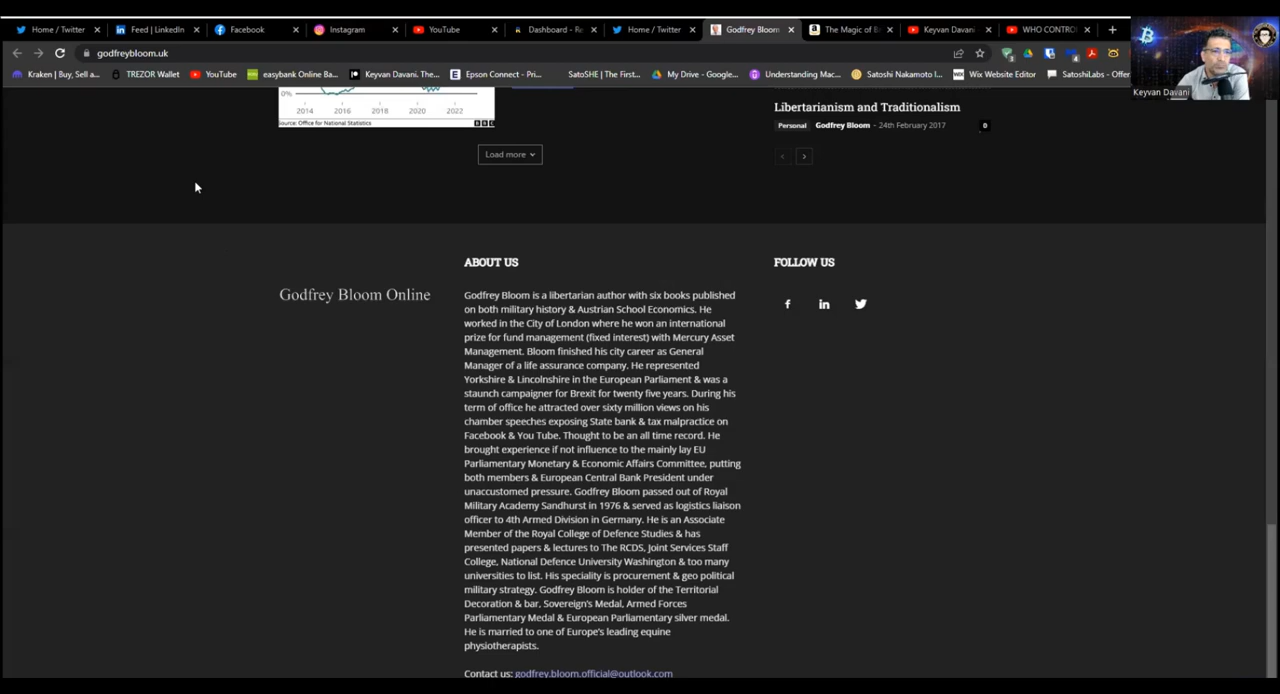 Home / Twitter
Feed | LinkedIn
Facebook
Instagram
YouTube
Dashboard - Re
Home / Twitter
Godfrey Bloom
The Magic of B
Keyvan Davani
WHO CONTRO
godfreybloom.uk
Kraken | Buy, Sell a...
TREZOR Wallet
YouTube
easybank Online Ba...
Keyvan Davani. The...
Epson Connect - Pri...
SatoSHE | The First...
My Drive - Google...
Understanding Mac...
Satoshi Nakamoto I...
Wix Website Editor
SatoshiLabs - Offer
Keyvan Davani
0%
2014 2016 2018 2020 2022
Source: Office for National Statistics
BBC
Load more
Libertarianism and Traditionalism
Personal Godfrey Bloom - 24th February 2017 0
Godfrey Bloom Online
ABOUT US
Godfrey Bloom is a libertarian author with six books published
on both military history & Austrian School Economics. He
worked in the City of London where he won an international
prize for fund management (fixed interest) with Mercury Asset
Management. Bloom finished his city career as General
Manager of a life assurance company. He represented
Yorkshire & Lincolnshire in the European Parliament & was a
staunch campaigner for Brexit for twenty five years. During his
term of office he attracted over sixty million views on his
chamber speeches exposing State bank & tax malpractice on
Facebook & You Tube. Thought to be an all time record. He
brought experience if not influence to the mainly lay EU
Parliamentary Monetary & Economic Affairs Committee, putting
both members & European Central Bank President under
unaccustomed pressure. Godfrey Bloom passed out of Royal
Military Academy Sandhurst in 1976 & served as logistics liaison
officer to 4th Armed Division in Germany. He is an Associate
Member of the Royal College of Defence Studies & has
presented papers & lectures to The RCDS, Joint Services Staff
College, National Defence University Washington & too many
universities to list. His speciality is procurement & geo political
military strategy. Godfrey Bloom is holder of the Territorial
Decoration & bar, Sovereign's Medal, Armed Forces
Parliamentary Medal & European Parliamentary silver medal.
He is married to one of Europe's leading equine
physiotherapists.
Contact us: godfrey.bloom.official@outlook.com
FOLLOW US